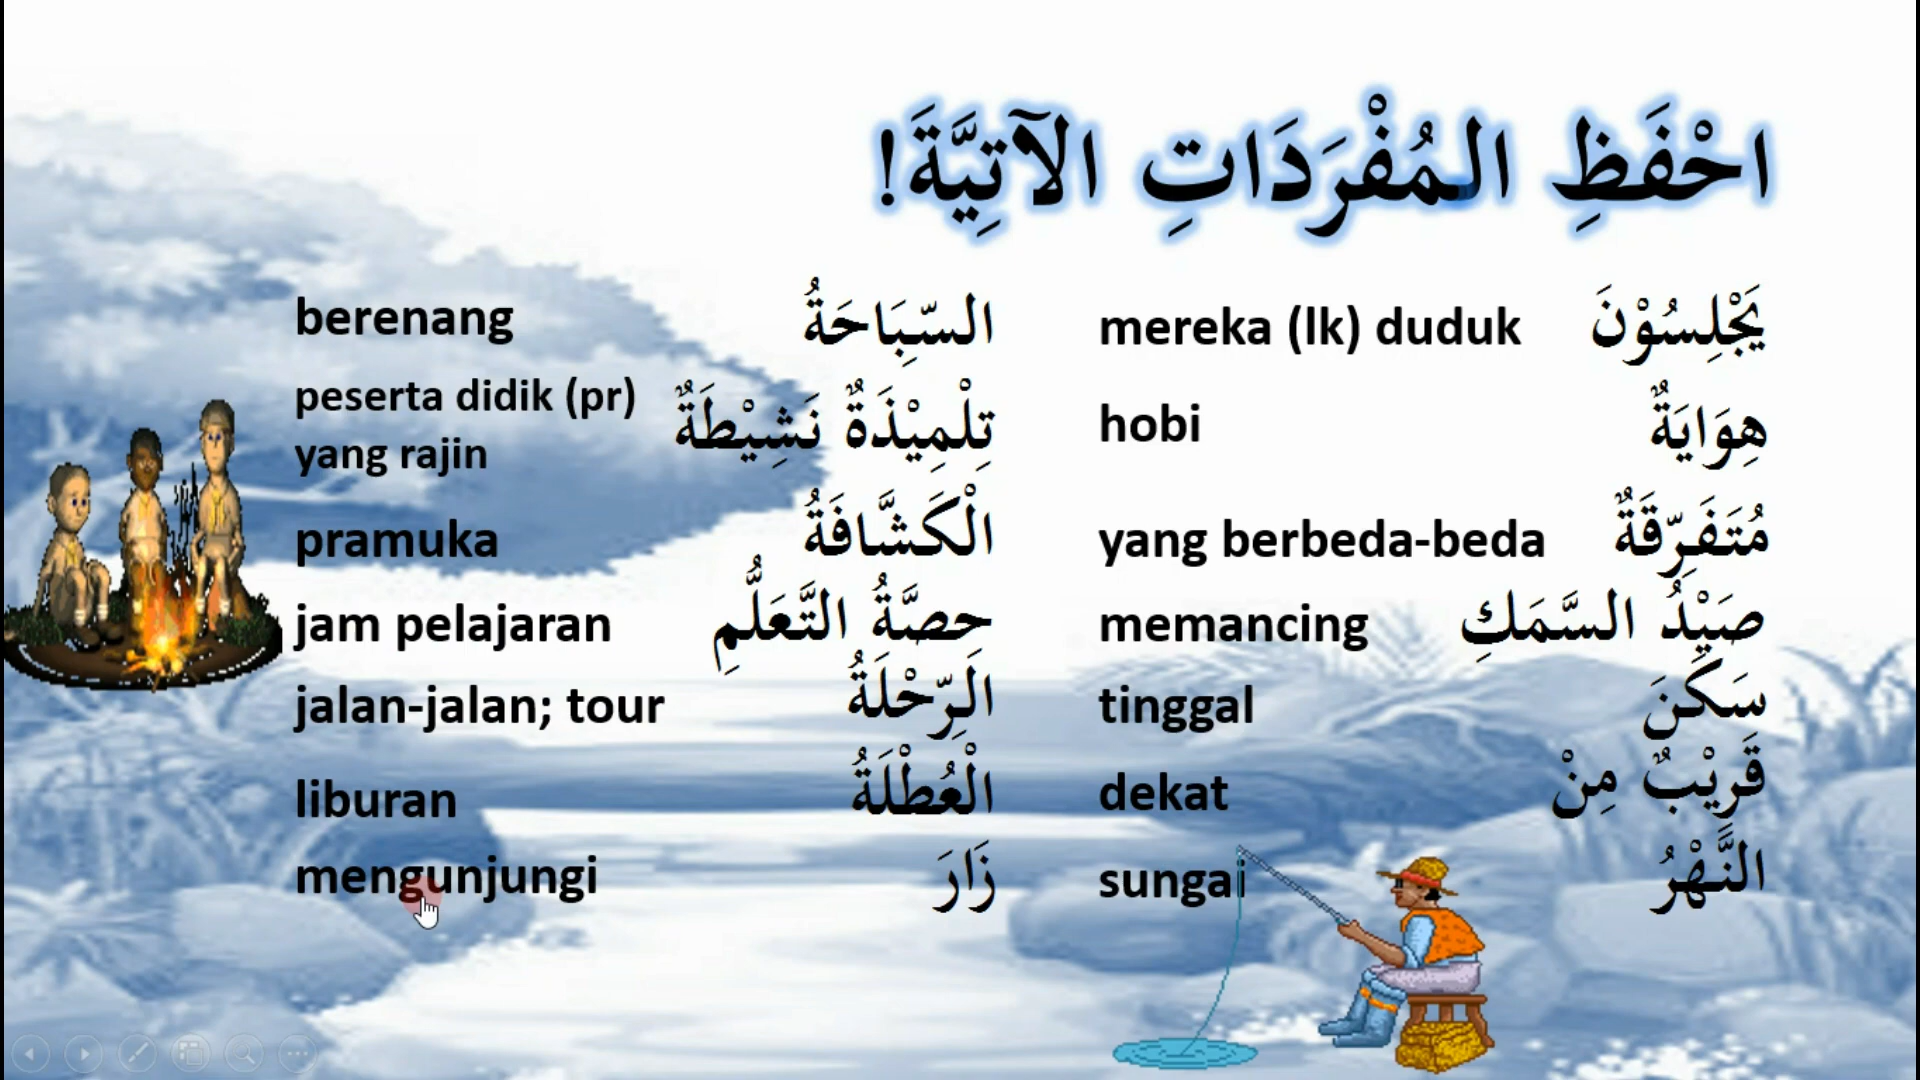 احْفَظِ الْمُفْرَدَاتِ الآتِيَّةَ!
يَجْلِسُوْنَ mereka (lk) duduk
هِوَايَةٌ hobi
مُتَفَرِّقَةٌ yang berbeda-beda
صَيْدُ السَّمَكِ memancing
سَكَنَ tinggal
قَرِيْبٌ مِنْ dekat
النَّهْرُ sungai
السِّبَاحَةُ berenang
تِلْمِيْذَةٌ نَشِيْطَةٌ peserta didik (pr)
yang rajin
الْكَشَّافَةُ pramuka
حِصَّةُ التَّعَلُّمِ jam pelajaran
الرِّحْلَةُ jalan-jalan; tour
الْعُطْلَةُ liburan
زَارَ mengunjungi